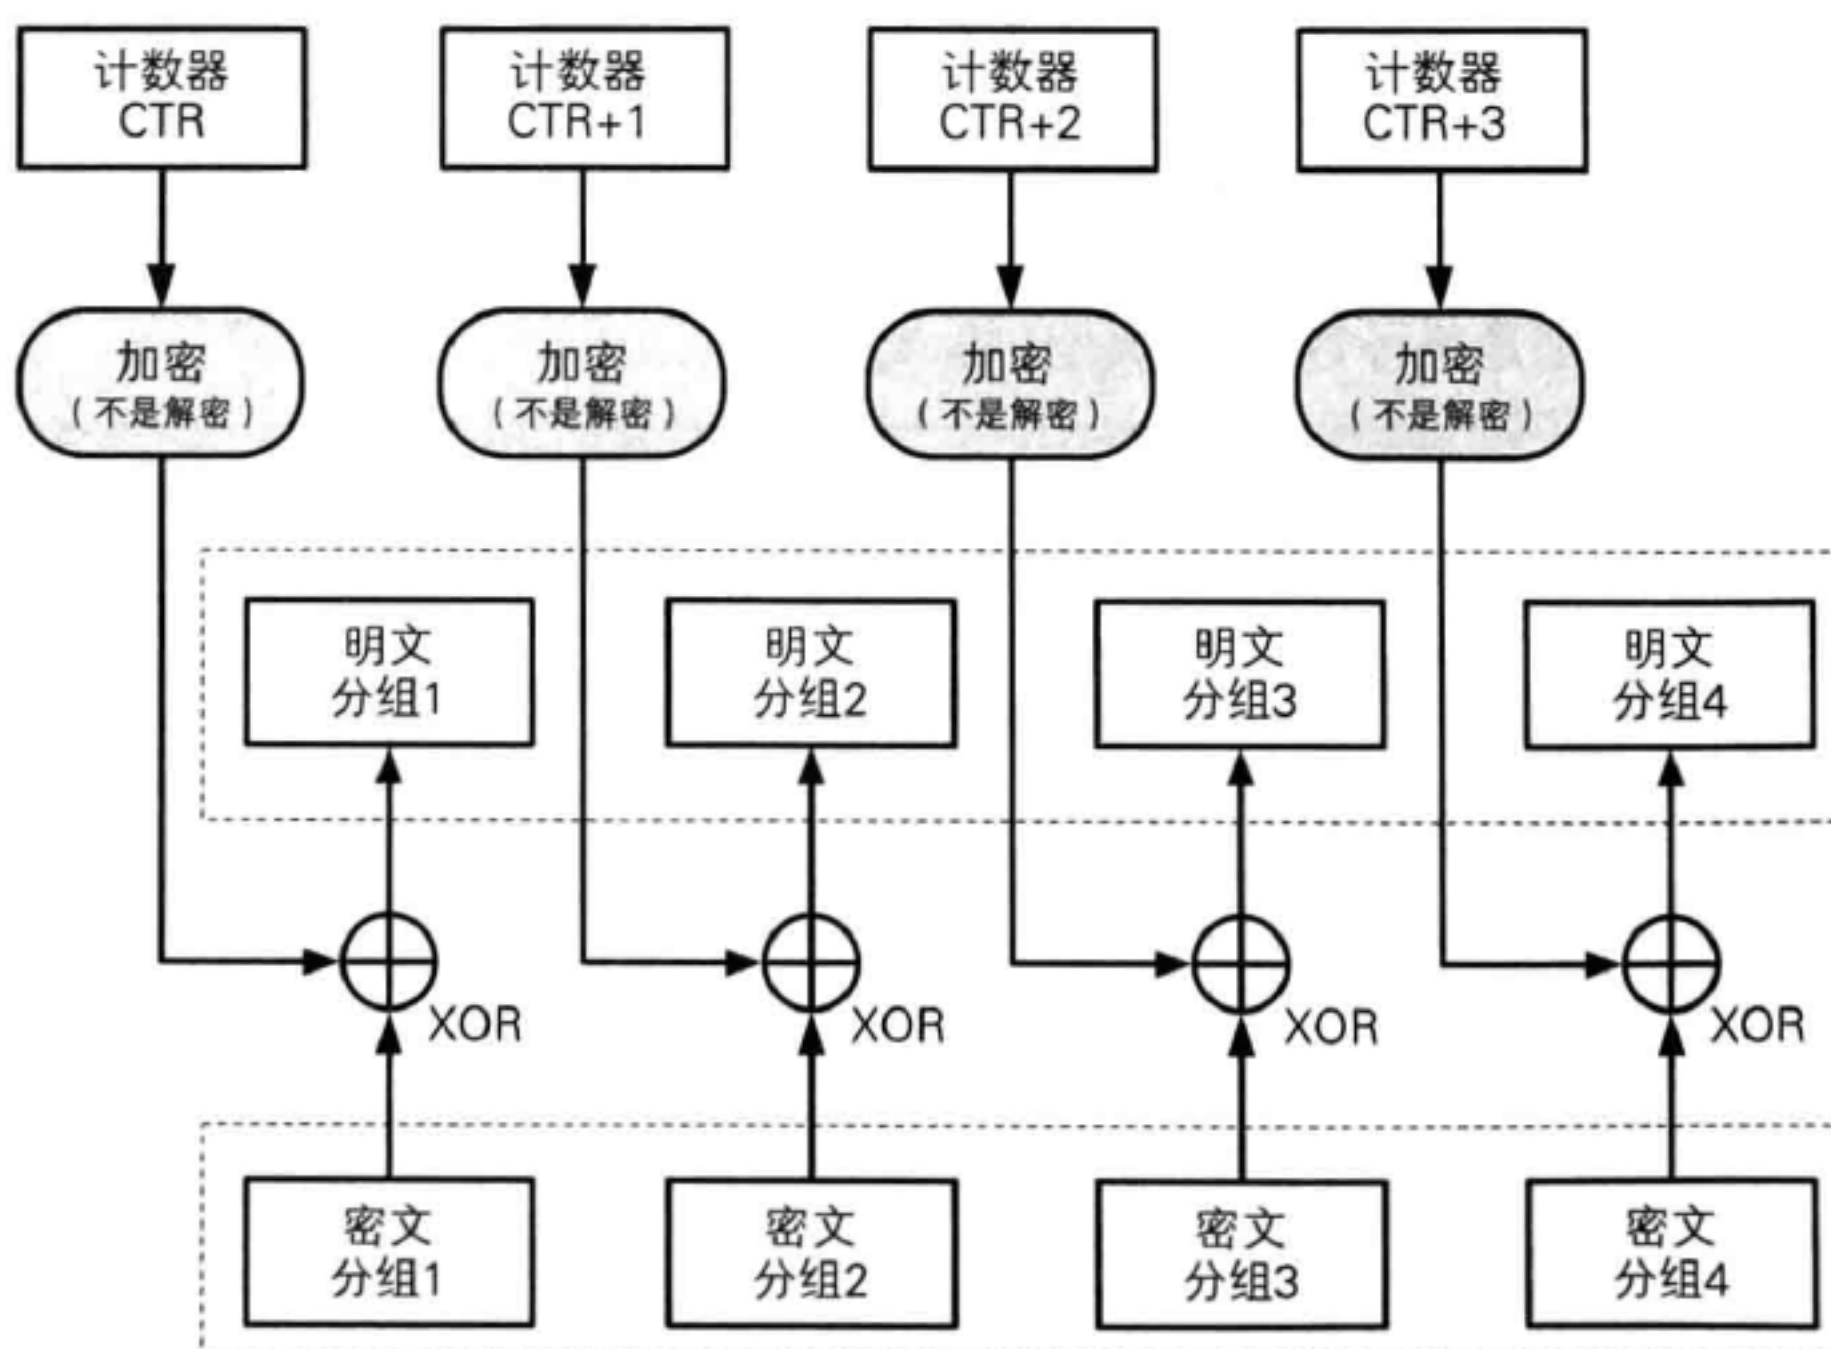 计数器
CTR
计数器
CTR+1
计数器
CTR+2
计数器
CTR+3
加密
(不是解密)
加密
(不是解密)
加密
(不是解密)
加密
(不是解密)
明文
分组1
明文
分组2
明文
分组3
明文
分组4
XOR
XOR
XOR
XOR
密文
分组1
密文
分组2
密文
分组3
密文
分组4